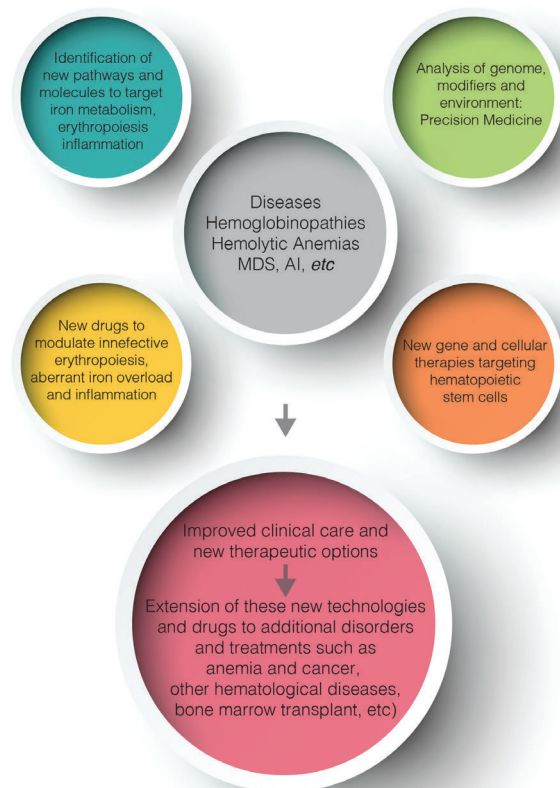 Identification of
new pathways and
molecules to target
iron metabolism,
erythropoiesis
inflammation
Analysis of genome,
modifiers and
environment:
Precision Medicine
Diseases
Hemoglobinopathies
Hemolytic Anemias
MDS, AI, etc
New drugs to
modulate innefective
erythropoiesis,
aberrant iron overload
and inflammation
New gene and cellular
therapies targeting
hematopoietic
stem cells
Improved clinical care and
new therapeutic options
Extension of these new technologies
and drugs to additional disorders
and treatments such as
anemia and cancer,
other hematological diseases,
bone marrow transplant, etc)